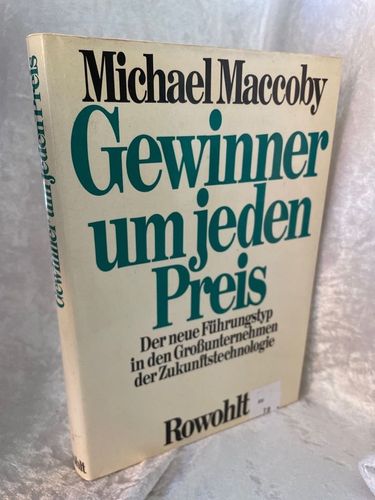 Michael Maccoby
Gewinner
um jeden
Preis
Der neue Führungstyp
in den Großunternehmen
der Zukunftstechnologie
Rowohlt
Gewinner um jeden Preis